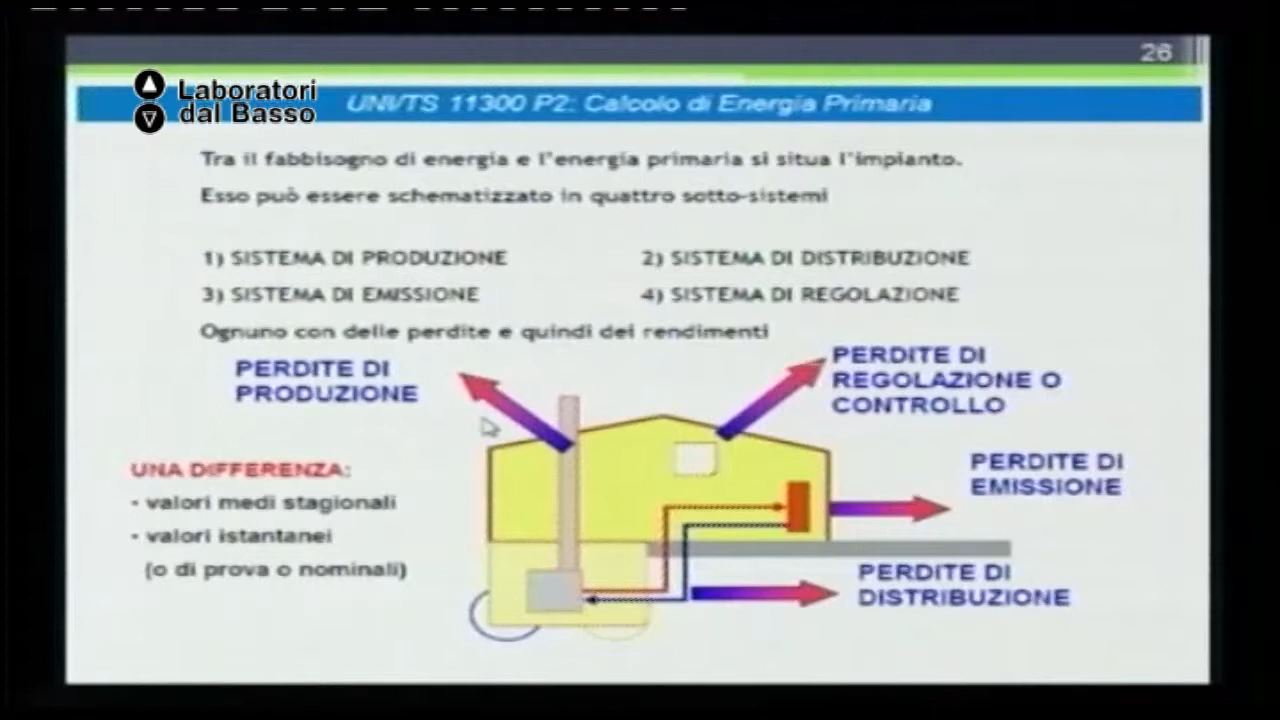 26
Laboratori
dal Basso
UNI/TS 11300 P2: Calcolo di Energia Primaria
Tra il fabbisogno di energia e l'energia primaria si situa l'impianto.
Esso può essere schematizzato in quattro sotto-sistemi
1) SISTEMA DI PRODUZIONE
2) SISTEMA DI DISTRIBUZIONE
3) SISTEMA DI EMISSIONE
4) SISTEMA DI REGOLAZIONE
Ognuno con delle perdite e quindi dei rendimenti
PERDITE DI
PRODUZIONE
PERDITE DI
REGOLAZIONE O
CONTROLLO
UNA DIFFERENZA:
- valori medi stagionali
- valori istantanei
(o di prova o nominali)
PERDITE DI
EMISSIONE
PERDITE DI
DISTRIBUZIONE